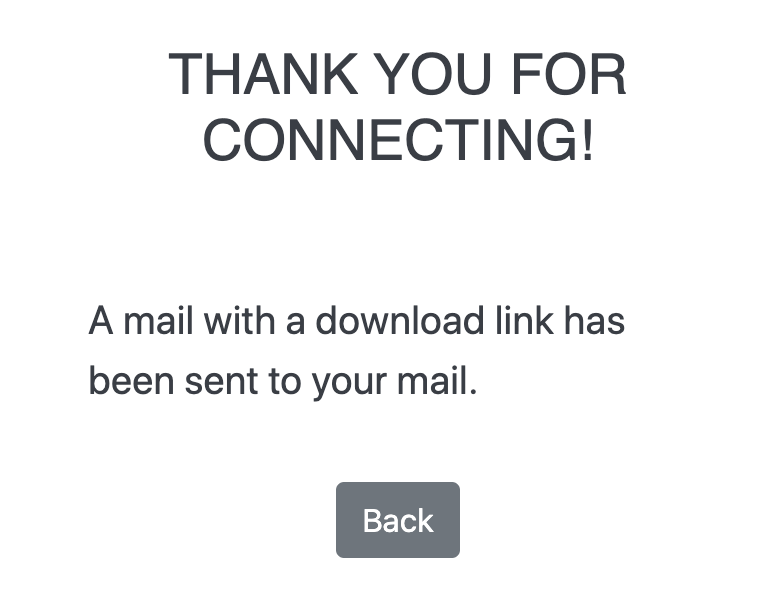 THANK YOU FOR
CONNECTING!
A mail with a download link has
been sent to your mail.
Back